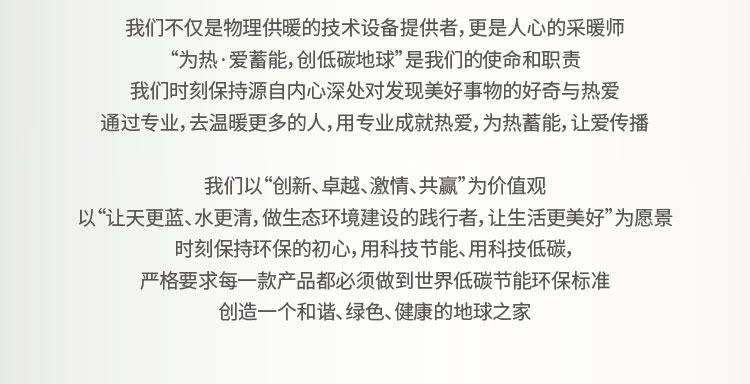 我们不仅是物理供暖的技术设备提供者，更是人心的采暖师
“为热·爱蓄能，创低碳地球”是我们的使命和职责
我们时刻保持源自内心深处对发现美好事物的好奇与热爱
通过专业，去温暖更多的人，用专业成就热爱，为热蓄能，让爱传播
我们以“创新、卓越、激情、共赢”为价值观
以“让天更蓝、水更清，做生态环境建设的践行者，让生活更美好”为愿景
时刻保持环保的初心，用科技节能、用科技低碳，
严格要求每一款产品都必须做到世界低碳节能环保标准
创造一个和谐、绿色、健康的地球之家